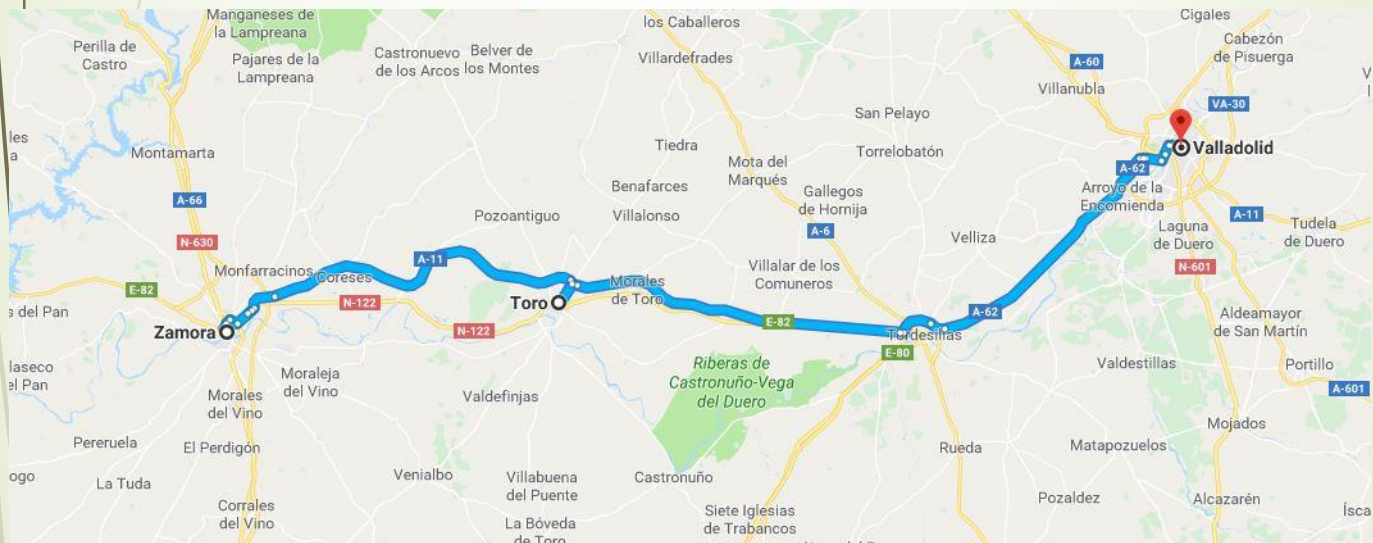 Manganeses de
la Lampreana
los Caballeros
Cigales
Perilla de
Castro
Pajares de la
Lampreana
Castronuevo
de los Arcos
Belver de
los Montes
Villardefrades
A-60
Cabezón
de Pisuerga
Villanubla
VA-30
San Pelayo
Montamarta
Tiedra
Torrelobatón
Valladolid
Mota del
Marqués
A-62
A-66
Benafarces
Gallegos
de Hornija
Arroyo de la
Encomienda
A-11
Pozoantiguo
Villalonso
A-6
Velliza
Laguna
de Duero
Tudela
de Duero
N-630
Monfarracinos
Coreses
A-11
Villalar de los
Comuneros
N-601
E-82
N-122
Toro
Morales
de Toro
s del Pan
Zamora
N-122
E-82
A-62
Tordesillas
Aldeamayor
de San Martín
E-80
Riberas de
Castronuño-Vega
del Duero
Valdestillas
Portillo
el Pan
Moraleja
del Vino
Morales
del Vino
Valdefinjas
A-601
Pereruela
El Perdigón
Rueda
Matapozuelos
Mojados
ogo
La Tuda
Venialbo
Villabuena
del Puente
Castronuño
Pozaldez
Alcazarén
Corrales
del Vino
La Bóveda
de Toro
Siete Iglesias
de Trabancos
Ísca